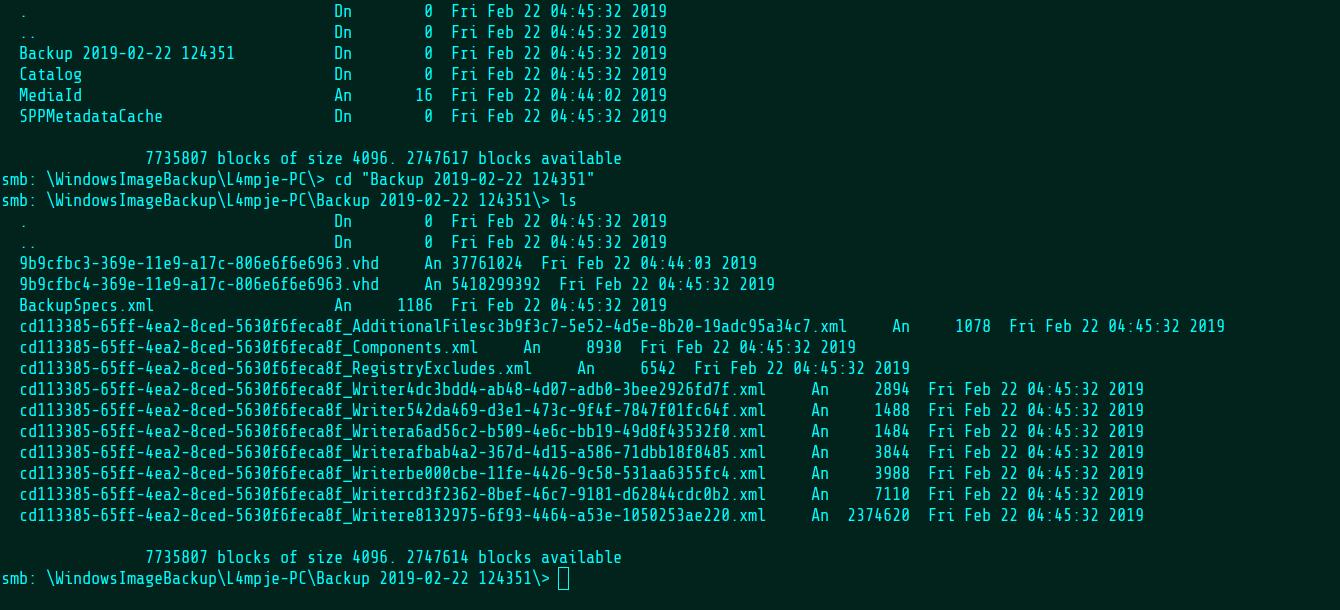 .                                  Dn        0  Fri Feb 22 04:45:32 2019
..                                 Dn        0  Fri Feb 22 04:45:32 2019
Backup 2019-02-22 124351           Dn        0  Fri Feb 22 04:45:32 2019
Catalog                            Dn        0  Fri Feb 22 04:45:32 2019
MediaId                            An       16  Fri Feb 22 04:44:02 2019
SPPMetadataCache                   Dn        0  Fri Feb 22 04:45:32 2019
7735807 blocks of size 4096. 2747617 blocks available
smb: \WindowsImageBackup\L4mpje-PC\> cd "Backup 2019-02-22 124351"
smb: \WindowsImageBackup\L4mpje-PC\Backup 2019-02-22 124351\> ls
.                                  Dn        0  Fri Feb 22 04:45:32 2019
..                                 Dn        0  Fri Feb 22 04:45:32 2019
9b9cfbc3-369e-11e9-a17c-806e6f6e6963.vhd     An 37761024  Fri Feb 22 04:44:03 2019
9b9cfbc4-369e-11e9-a17c-806e6f6e6963.vhd     An 5418299392  Fri Feb 22 04:45:32 2019
BackupSpecs.xml                    An     1186  Fri Feb 22 04:45:32 2019
cd113385-65ff-4ea2-8ced-5630f6feca8f_AdditionalFilesc3b9f3c7-5e52-4d5e-8b20-19adc95a34c7.xml     An     1078  Fri Feb 22 04:45:32 2019
cd113385-65ff-4ea2-8ced-5630f6feca8f_Components.xml     An     8930  Fri Feb 22 04:45:32 2019
cd113385-65ff-4ea2-8ced-5630f6feca8f_RegistryExcludes.xml     An     6542  Fri Feb 22 04:45:32 2019
cd113385-65ff-4ea2-8ced-5630f6feca8f_Writer4dc3bdd4-ab48-4d07-adb0-3bee2926fd7f.xml     An     2894  Fri Feb 22 04:45:32 2019
cd113385-65ff-4ea2-8ced-5630f6feca8f_Writer542da469-d3e1-473c-9f4f-7847f01fc64f.xml     An     1488  Fri Feb 22 04:45:32 2019
cd113385-65ff-4ea2-8ced-5630f6feca8f_Writera6ad56c2-b509-4e6c-bb19-49d8f43532f0.xml     An     1484  Fri Feb 22 04:45:32 2019
cd113385-65ff-4ea2-8ced-5630f6feca8f_Writerafbab4a2-367d-4d15-a586-71dbb18f8485.xml     An     3844  Fri Feb 22 04:45:32 2019
cd113385-65ff-4ea2-8ced-5630f6feca8f_Writerbe000cbe-11fe-4426-9c58-531aa6355fc4.xml     An     3988  Fri Feb 22 04:45:32 2019
cd113385-65ff-4ea2-8ced-5630f6feca8f_Writercd3f2362-8bef-46c7-9181-d62844cdc0b2.xml     An     7110  Fri Feb 22 04:45:32 2019
cd113385-65ff-4ea2-8ced-5630f6feca8f_Writere8132975-6f93-4464-a53e-1050253ae220.xml     An  2374620  Fri Feb 22 04:45:32 2019
7735807 blocks of size 4096. 2747614 blocks available
smb: \WindowsImageBackup\L4mpje-PC\Backup 2019-02-22 124351\>